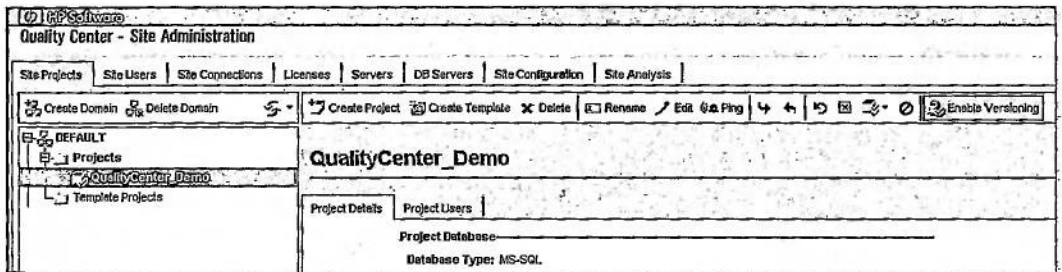 HP Software
Quality Center - Site Administration
Site Projects Site Users Site Connections Licenses Servers DB Servers Site Configuration Site Analysis
Create Domain Delete Domain Create Project Create Template Delete Rename Edit Ping Enable Versioning
DEFAULT
Projects
QualityCenter_Demo
Template Projects
QualityCenter_Demo
Project Details Project Users
Project Database
Database Type: MS-SQL